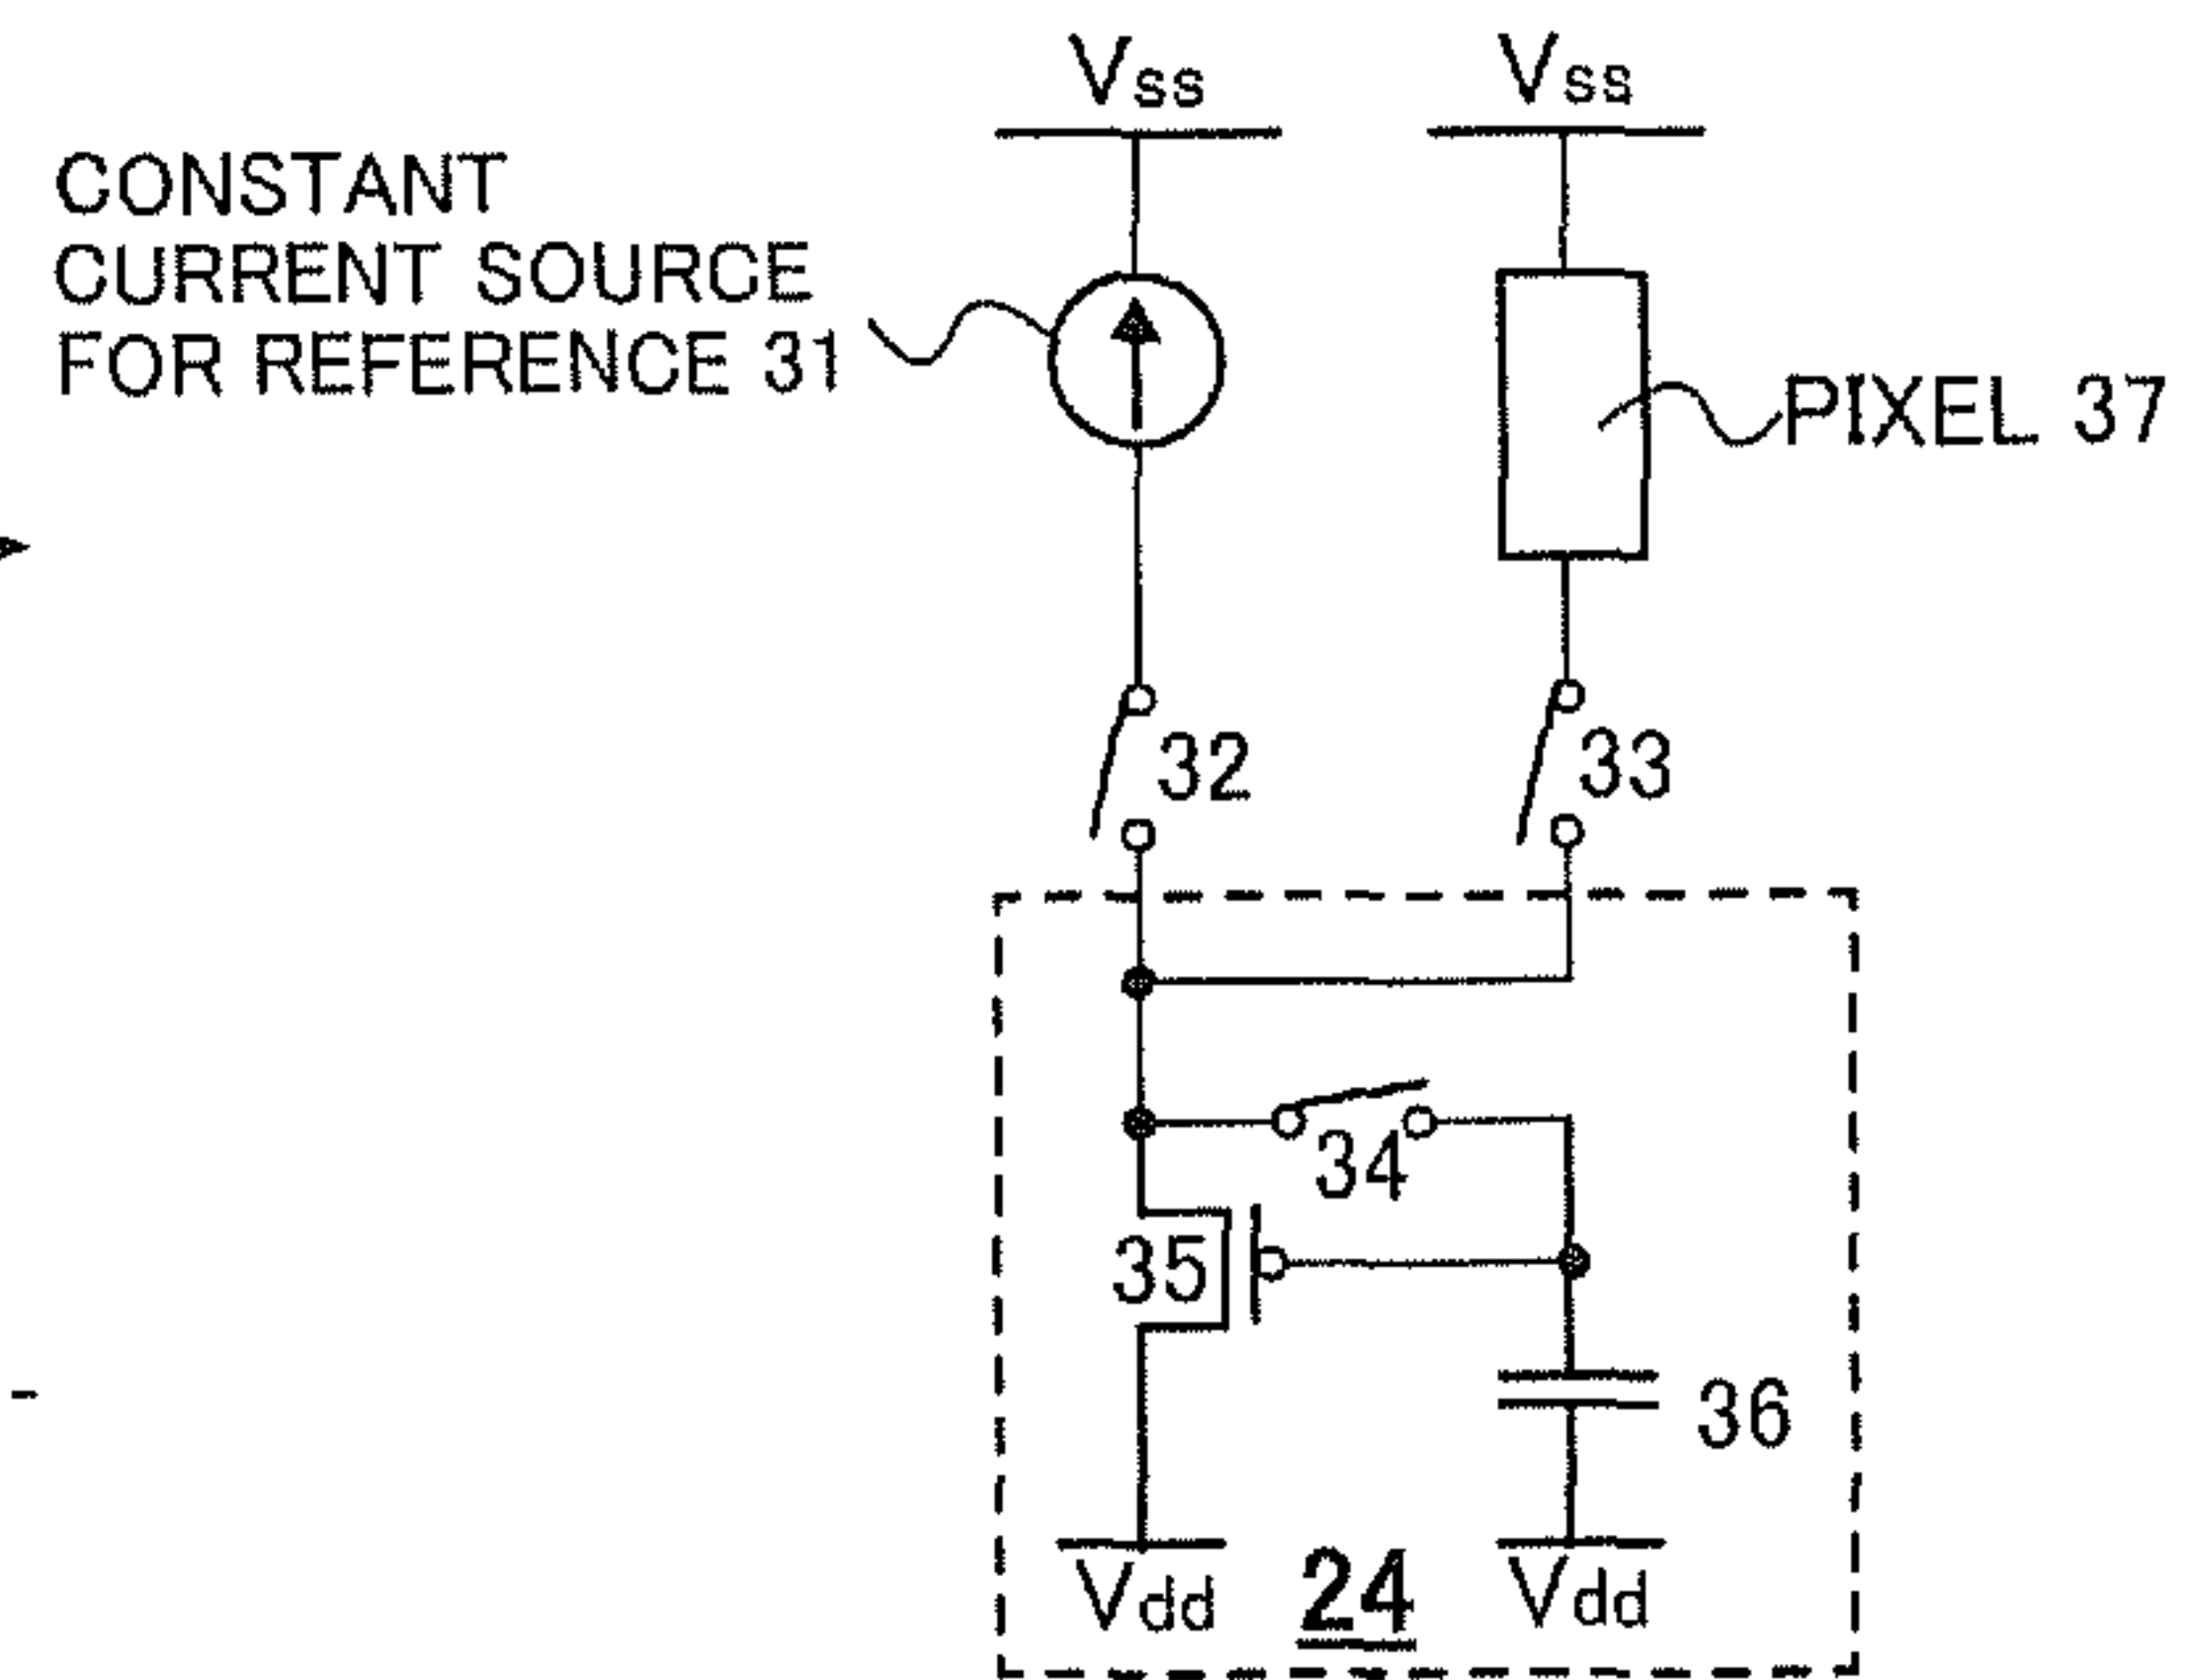 Vss
Vss
CONSTANT
CURRENT SOURCE
FOR REFERENCE 31
PIXEL 37
32
33
34
35
36
Vdd
24
Vdd